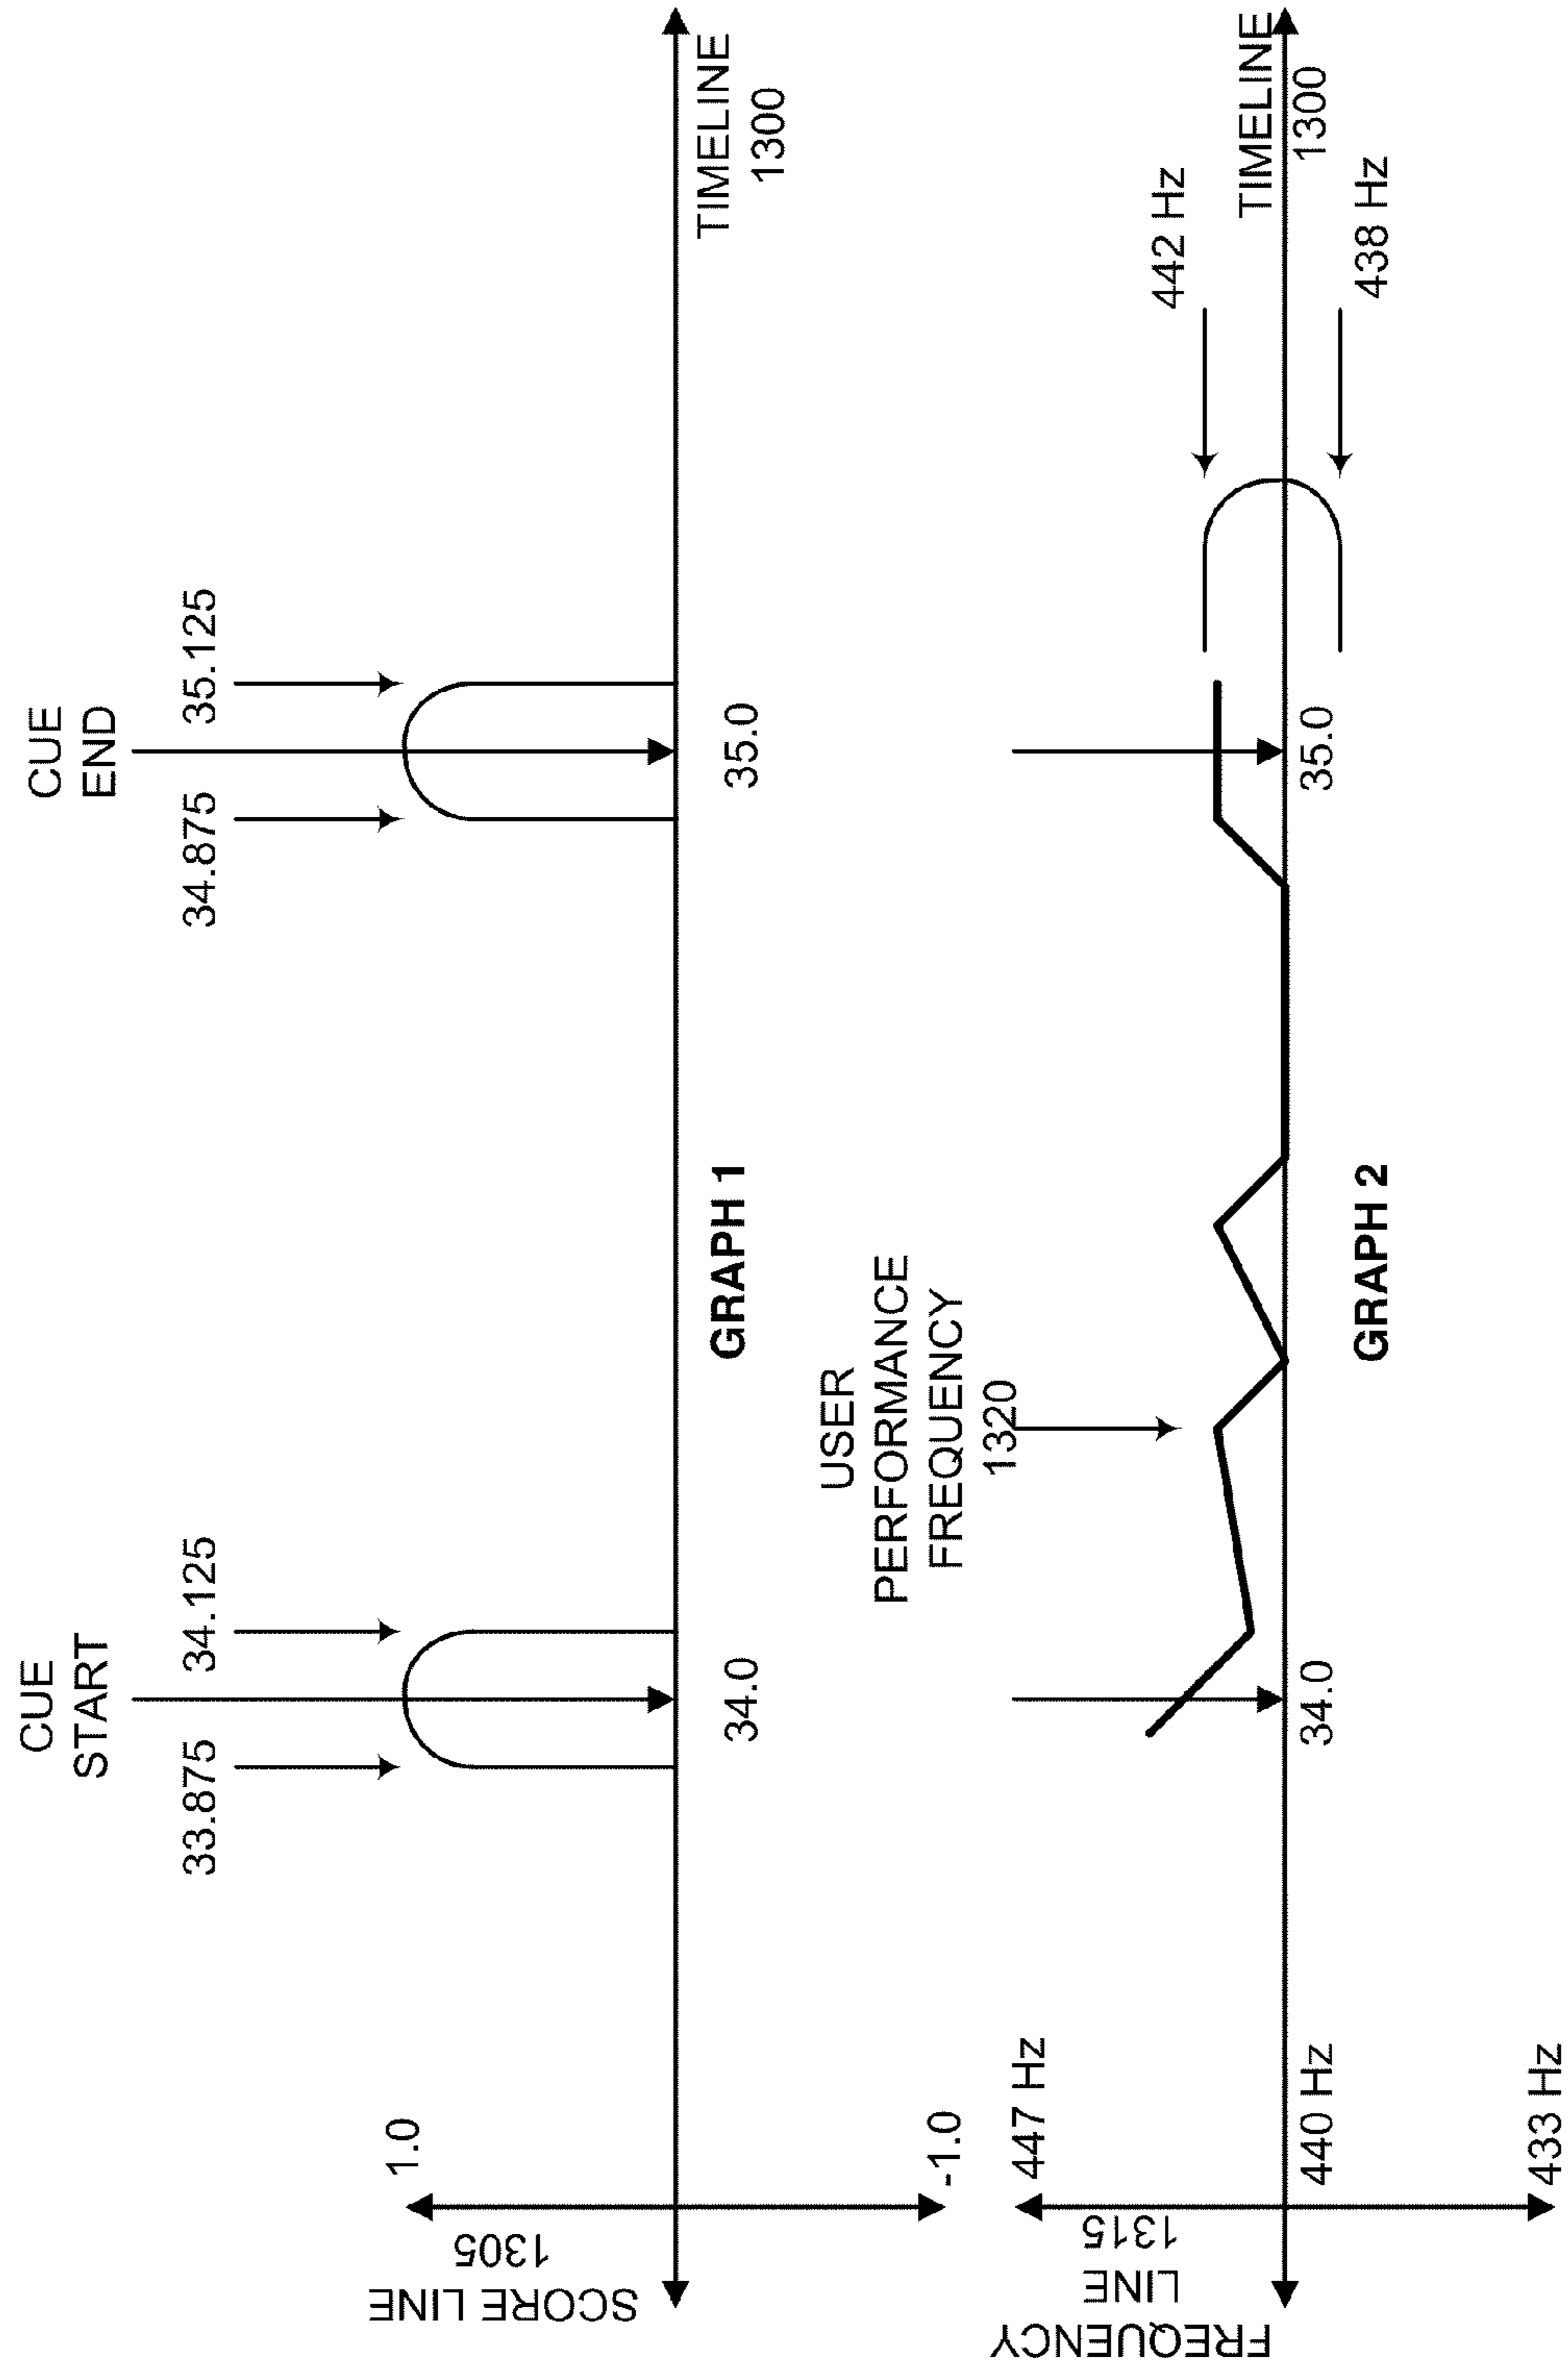 CUE
START
33.875
34.125
CUE
END
34.875
35.125
1.0
SCORE LINE
1305
-1.0
34.0
35.0
TIMELINE
1300
GRAPH 1
USER
PERFORMANCE
FREQUENCY
1320
447 Hz
FREQUENCY
LINE
1315
440 Hz
433 Hz
34.0
35.0
442 Hz
438 Hz
TIMELINE
1300
GRAPH 2